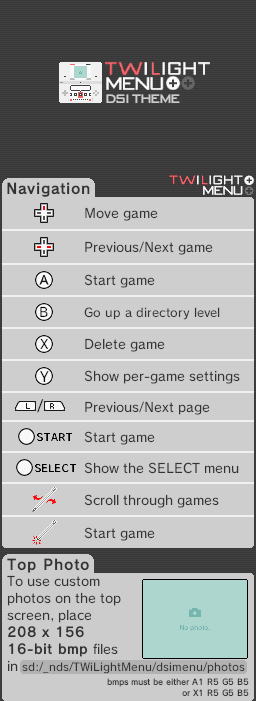 TWiLIGHT
MENU++
DSI THEME
TWiLIGHT
MENU++
Navigation
Move game
Previous/Next game
A Start game
B Go up a directory level
X Delete game
Y Show per-game settings
L/R Previous/Next page
START Start game
SELECT Show the SELECT menu
Scroll through games
Start game
Top Photo
To use custom
photos on the top
screen, place
208 x 156
16-bit bmp files
in sd:/_nds/TWiLightMenu/dsimenu/photos
No photo...
bmps must be either A1 R5 G5 B5
or X1 R5 G5 B5